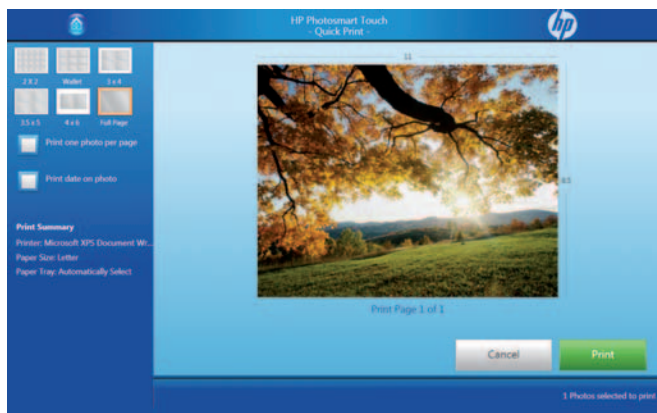 HP Photosmart Touch
- Quick Print -
hp
2 X 2 Wallet 3 x 4
3.5 x 5 4 x 6 Full Page
Print one photo per page
Print date on photo
Print Summary
Printer: Microsoft XPS Document Wr...
Paper Size: Letter
Paper Tray: Automatically Select
11
8.5
Print Page 1 of 1
Cancel Print
1 Photos selected to print